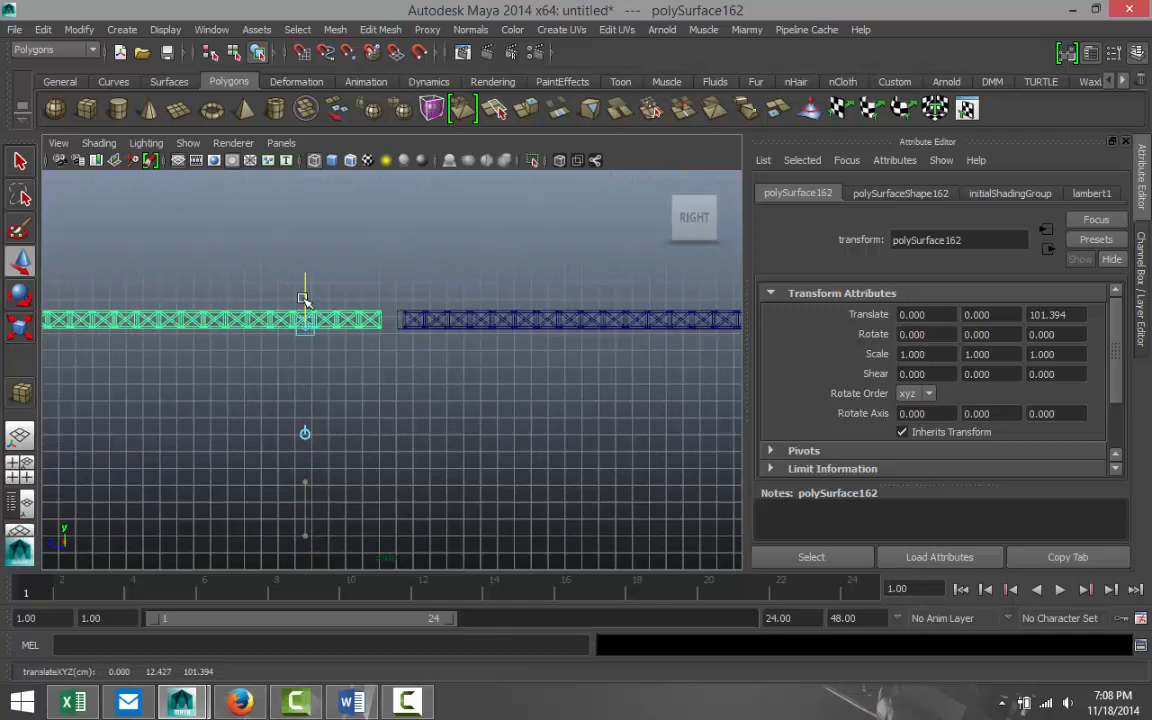 Autodesk Maya 2014 x64: untitled* --- polySurface162
File Edit Modify Create Display Window Assets Select Mesh Edit Mesh Proxy Normals Color Create UVs Edit UVs Arnold Muscle Miarmy Pipeline Cache Help
Polygons
General Curves Surfaces Polygons Deformation Animation Dynamics Rendering PaintEffects Toon Muscle Fluids Fur nHair nCloth Custom Arnold DMM TURTLE
View Shading Lighting Show Renderer Panels
RIGHT
y
Attribute Editor
List Selected Focus Attributes Show Help
polySurface162 polySurfaceShape162 initialShadingGroup lambert1
Focus
transform: polySurface162 Presets
Show Hide
Transform Attributes
Translate 0.000 0.000 101.394
Rotate 0.000 0.000 0.000
Scale 1.000 1.000 1.000
Shear 0.000 0.000 0.000
Rotate Order xyz
Rotate Axis 0.000 0.000 0.000
Inherits Transform
Pivots
Limit Information
Notes: polySurface162
Select Load Attributes Copy Tab
Attribute Editor
Channel Box / Layer Editor
2 4 6 8 10 12 14 16 18 20 22 24
1 1.00
1.00 1.00 1 24 24.00 48.00 No Anim Layer No Character Set
MEL
translateXYZ(cm): 0.000 12.427 101.394
7:08 PM
11/18/2014